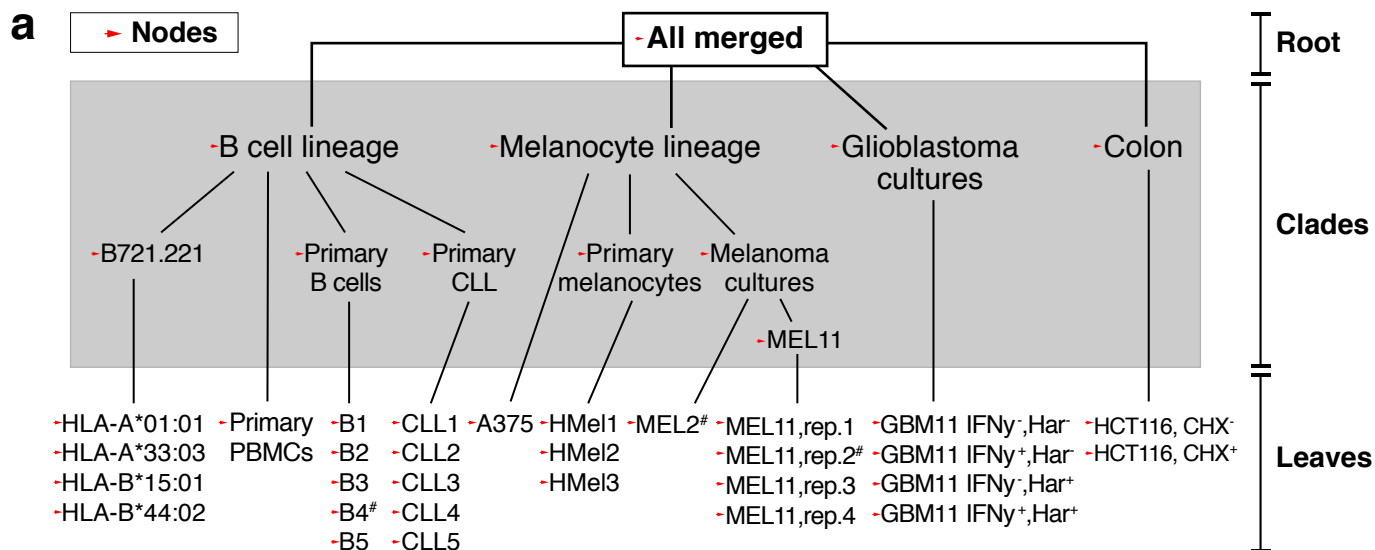 a
Nodes
All merged
Root
B cell lineage
Melanocyte lineage
Glioblastoma
cultures
Colon
Clades
B721.221
Primary
B cells
Primary
CLL
Primary
melanocytes
Melanoma
cultures
MEL11
HLA-A*01:01
HLA-A*33:03
HLA-B*15:01
HLA-B*44:02
Primary
PBMCs
B1
B2
B3
B4#
B5
CLL1
CLL2
CLL3
CLL4
CLL5
A375
HMel1
HMel2
HMel3
MEL2#
MEL11,rep.1
MEL11,rep.2#
MEL11,rep.3
MEL11,rep.4
GBM11 IFNy⁻,Har⁻
GBM11 IFNy⁺,Har⁻
GBM11 IFNy⁻,Har⁺
GBM11 IFNy⁺,Har⁺
HCT116, CHX⁻
HCT116, CHX⁺
Leaves